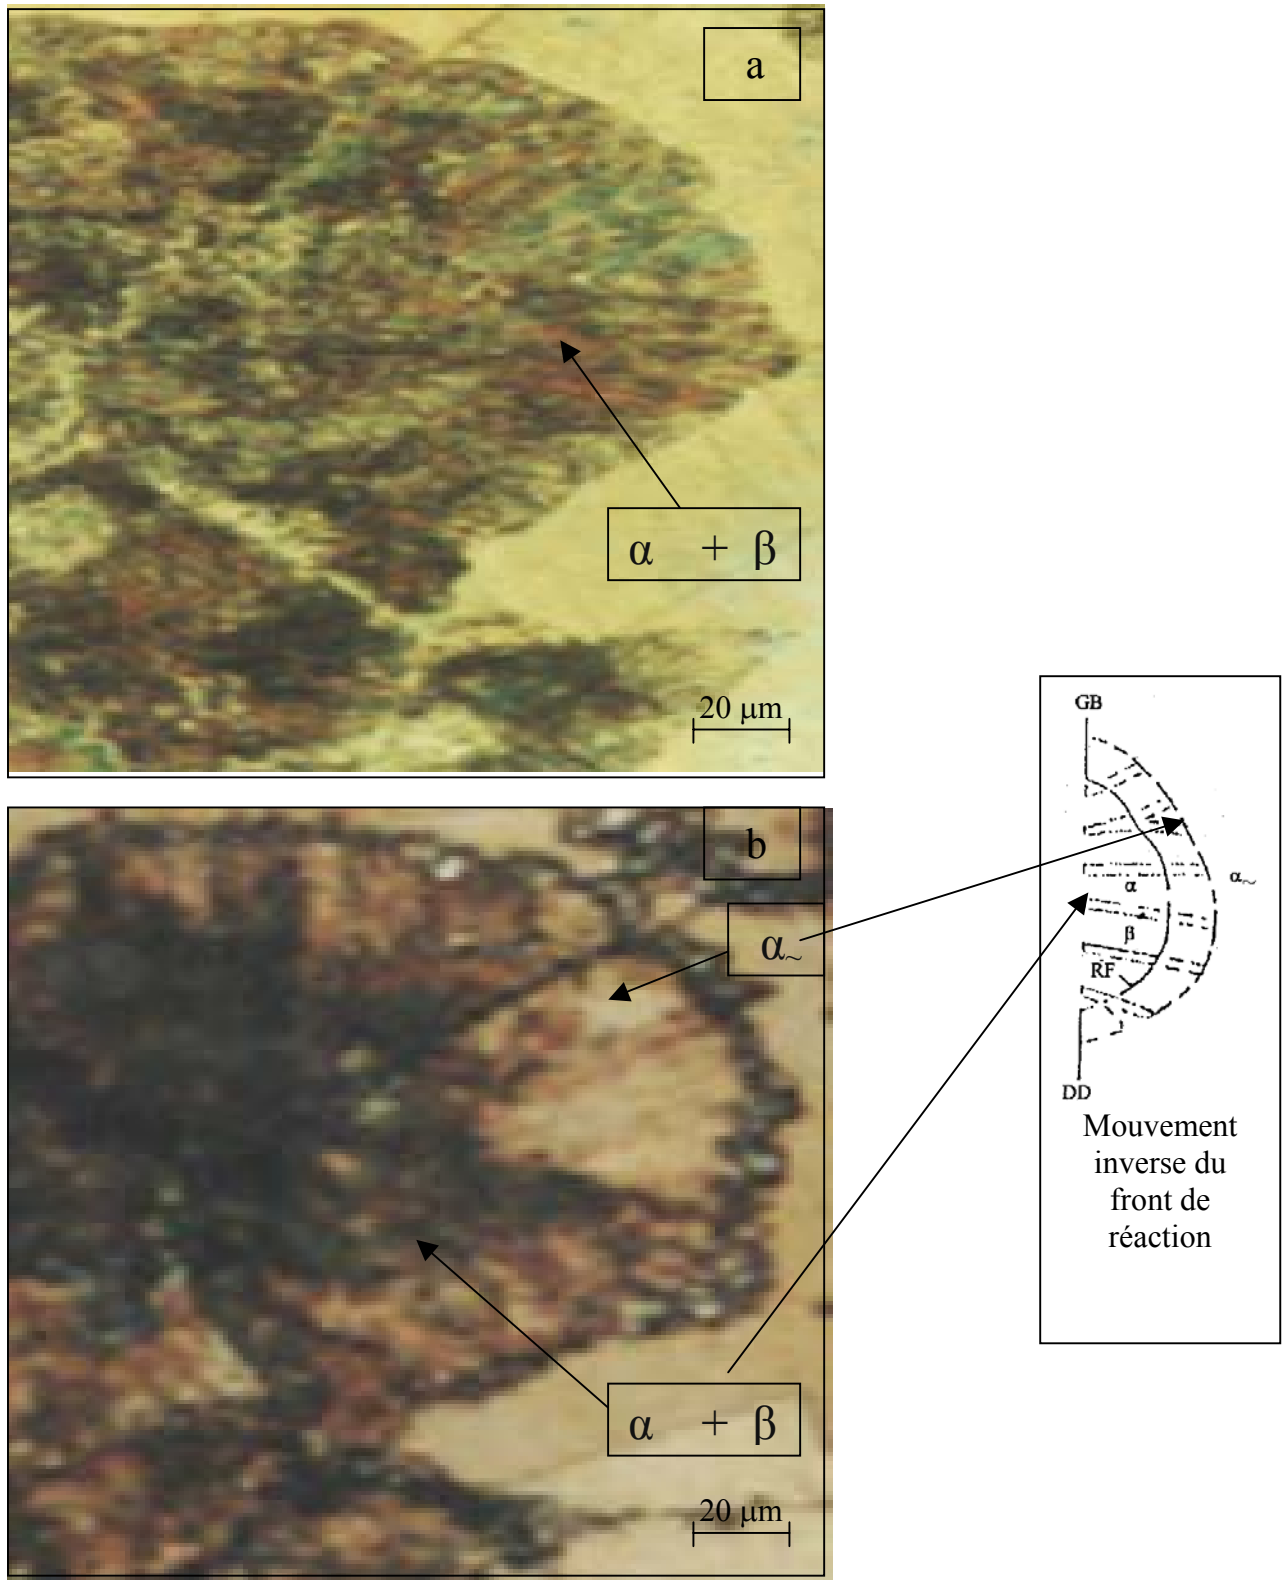 a
α + β
20 μm
b
α~
α + β
20 μm
GB
α
α~
β
RF
DD
Mouvement
inverse du
front de
réaction